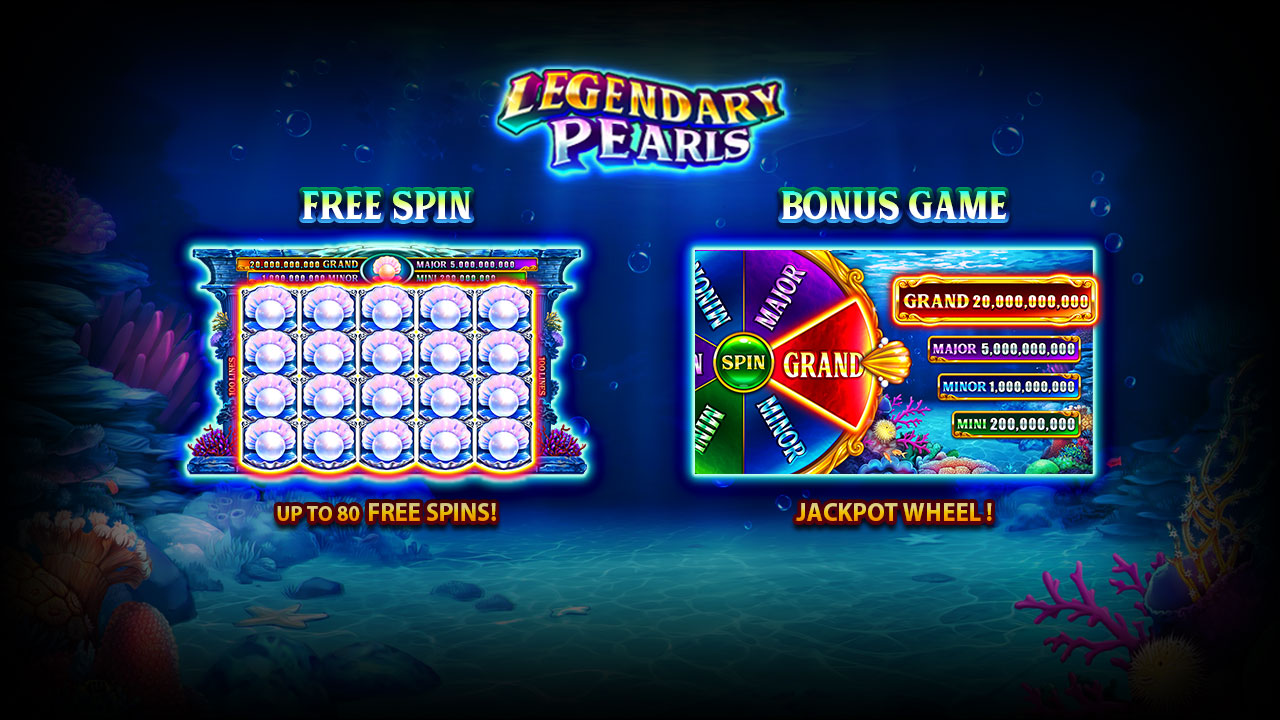 LEGENDARY
PEARLS
FREE SPIN
20,000,000,000 GRAND
MAJOR 5,000,000,000
1,000,000,000 MINOR
MINI 200,000,000
100 LINES
100 LINES
UP TO 80 FREE SPINS!
BONUS GAME
MINOR
MAJOR
N
SPIN
GRAND
MINI
MINOR
GRAND 20,000,000,000
MAJOR 5,000,000,000
MINOR 1,000,000,000
MINI 200,000,000
JACKPOT WHEEL !